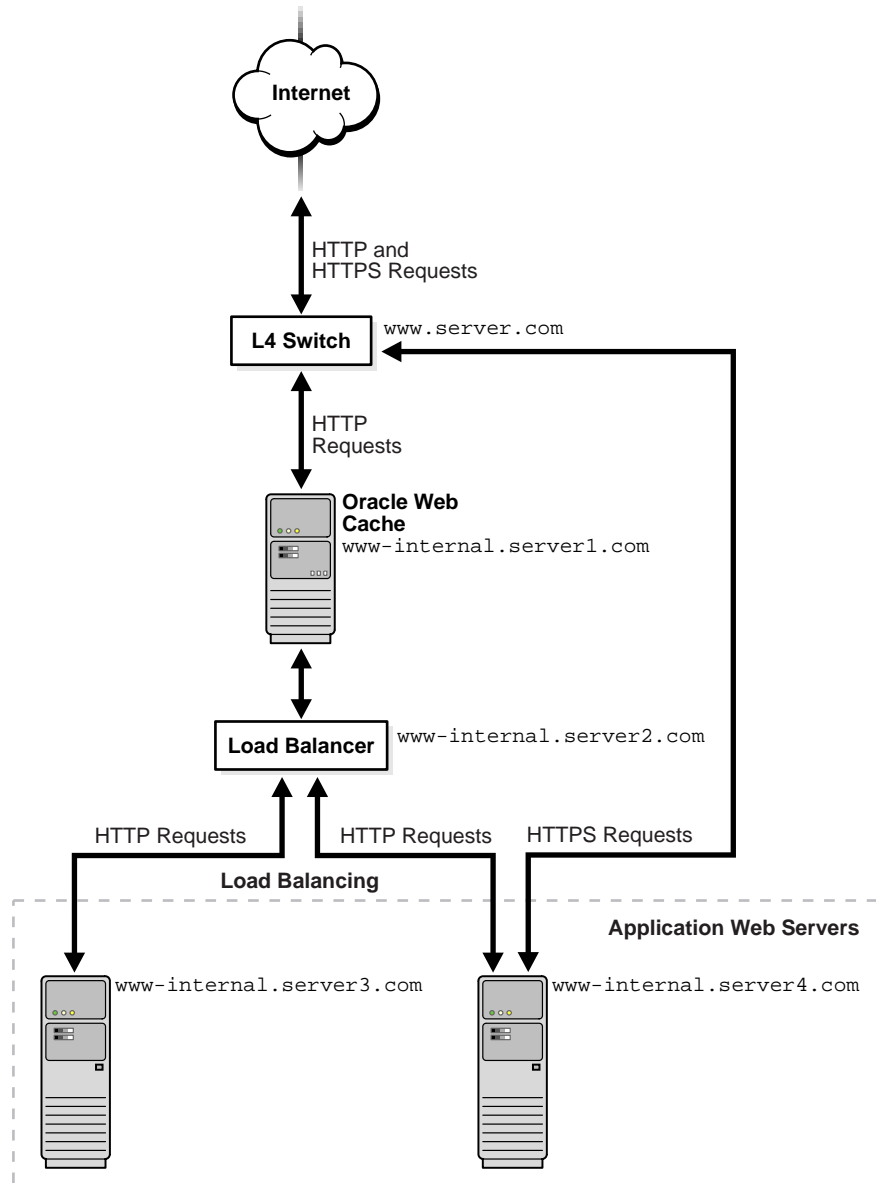 Internet
HTTP and
HTTPS Requests
L4 Switch
www.server.com
HTTP
Requests
Oracle Web
Cache
www-internal.server1.com
Load Balancer
www-internal.server2.com
HTTP Requests
HTTP Requests
HTTPS Requests
Load Balancing
Application Web Servers
www-internal.server3.com
www-internal.server4.com